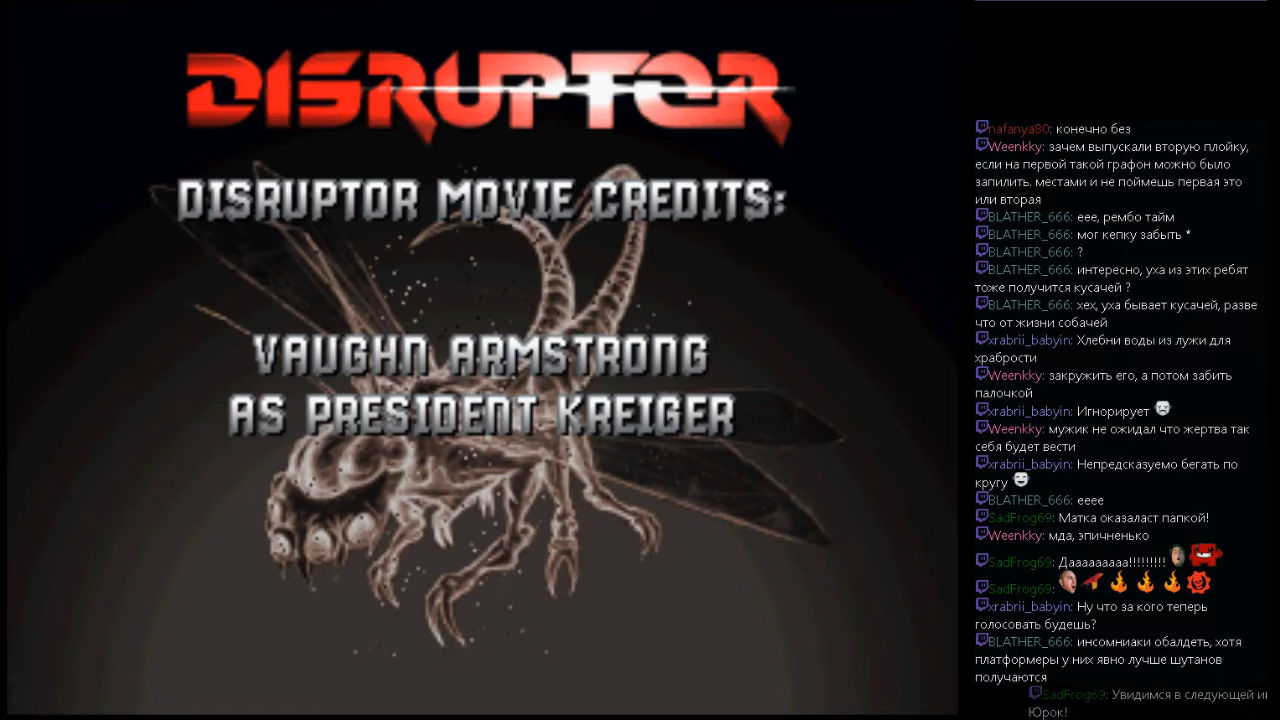 DISRUPTOR
DISRUPTOR MOVIE CREDITS:
VAUGHN ARMSTRONG
AS PRESIDENT KREIGER
nafanya80: конечно без
Weenkky: зачем выпускали вторую плойку,
если на первой такой графон можно было
запилить. местами и не поймешь первая это
или вторая
BLATHER_666: еее, рембо тайм
BLATHER_666: мог кепку забыть *
BLATHER_666: ?
BLATHER_666: интересно, уха из этих ребят
тоже получится кусачей ?
BLATHER_666: хех, уха бывает кусачей, разве
что от жизни собачей
xrabrii_babyin: Хлебни воды из лужи для
храбрости
Weenkky: закружить его, а потом забить
палочкой
xrabrii_babyin: Игнорирует
Weenkky: мужик не ожидал что жертва так
себя будет вести
xrabrii_babyin: Непредсказуемо бегать по
кругу
BLATHER_666: ееее
SadFrog69: Матка оказаласт папкой!
Weenkky: мда, эпичненько
SadFrog69: Дааааааааа!!!!!!!!!
SadFrog69:
xrabrii_babyin: Ну что за кого теперь
голосовать будешь?
BLATHER_666: инсомниаки обалдеть, хотя
платформеры у них явно лучше шутанов
получаются
SadFrog69: Увидимся в следующей
Юрок!